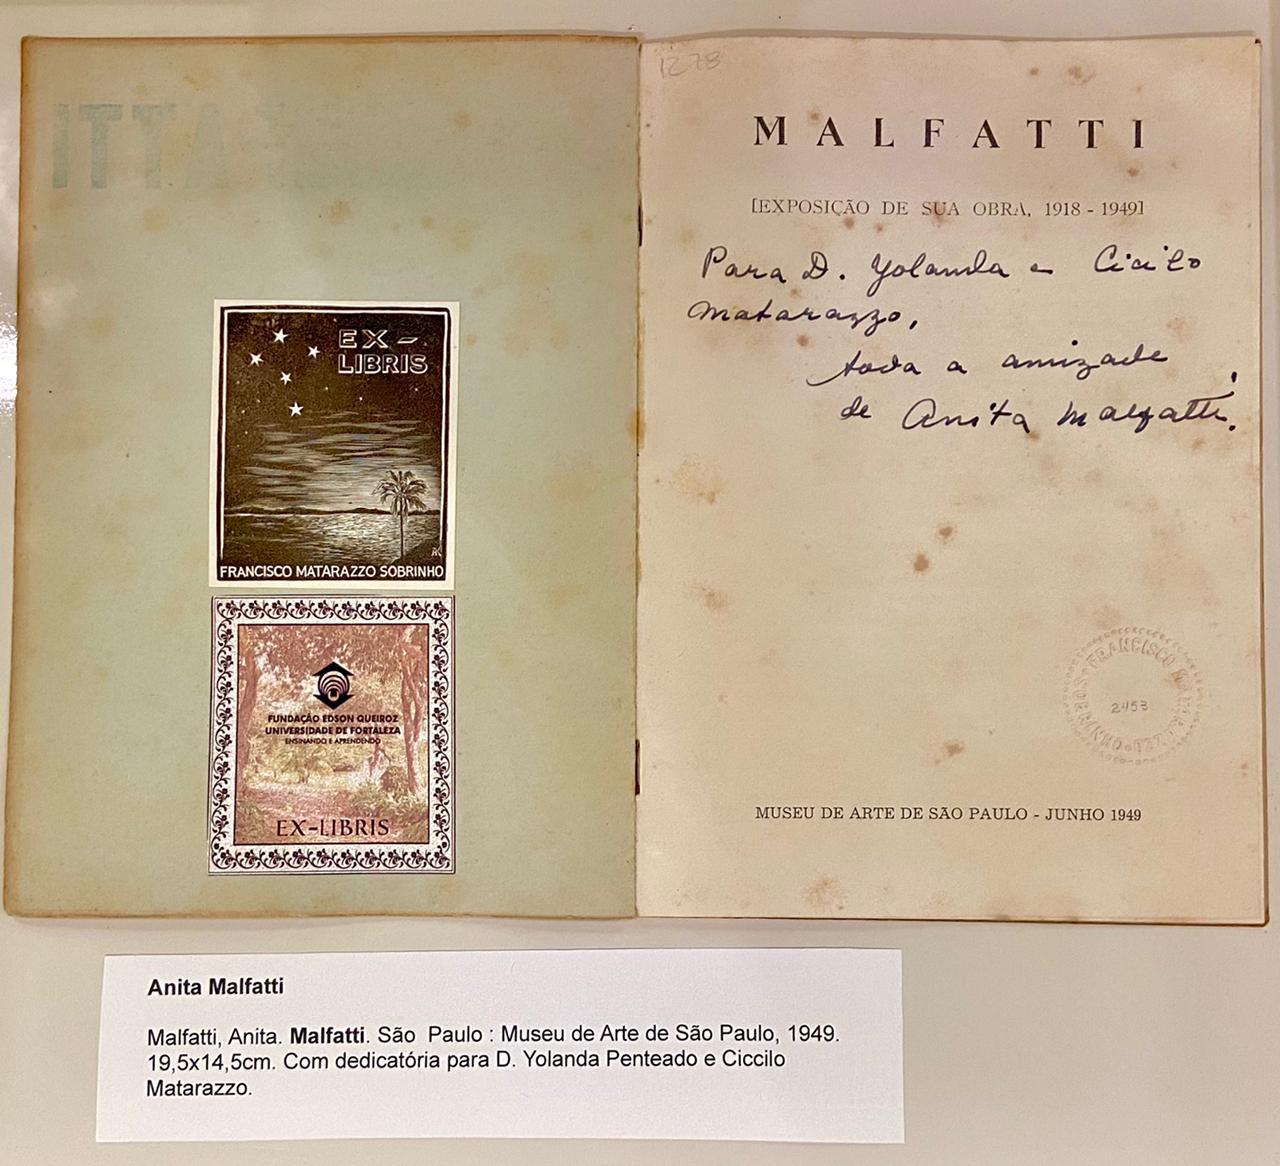 EX-
LIBRIS
FRANCISCO MATARAZZO SOBRINHO
FUNDAÇÃO EDSON QUEIROZ
UNIVERSIDADE DE FORTALEZA
ENSINANDO E APRENDENDO
EX-LIBRIS
1278
MALFATTI
[EXPOSIÇÃO DE SUA OBRA, 1918 - 1949]
Para D. Yolanda e Cicilo
Matarazzo,
toda a amizade
de Anita Malfatti.
FRANCISCO MATARAZZO SOBRINHO
2453
MUSEU DE ARTE DE SÃO PAULO - JUNHO 1949
Anita Malfatti
Malfatti, Anita. Malfatti. São Paulo : Museu de Arte de São Paulo, 1949.
19,5x14,5cm. Com dedicatória para D. Yolanda Penteado e Ciccilo
Matarazzo.